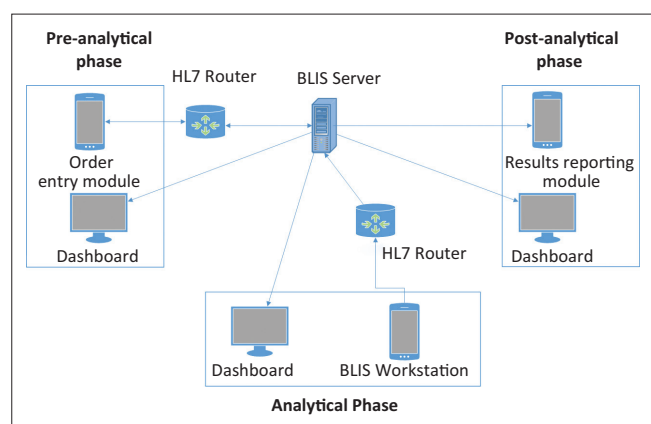 Pre-analytical
phase
HL7 Router
BLIS Server
Post-analytical
phase
Order
entry module
Dashboard
Results reporting
module
Dashboard
HL7 Router
Dashboard
BLIS Workstation
Analytical Phase